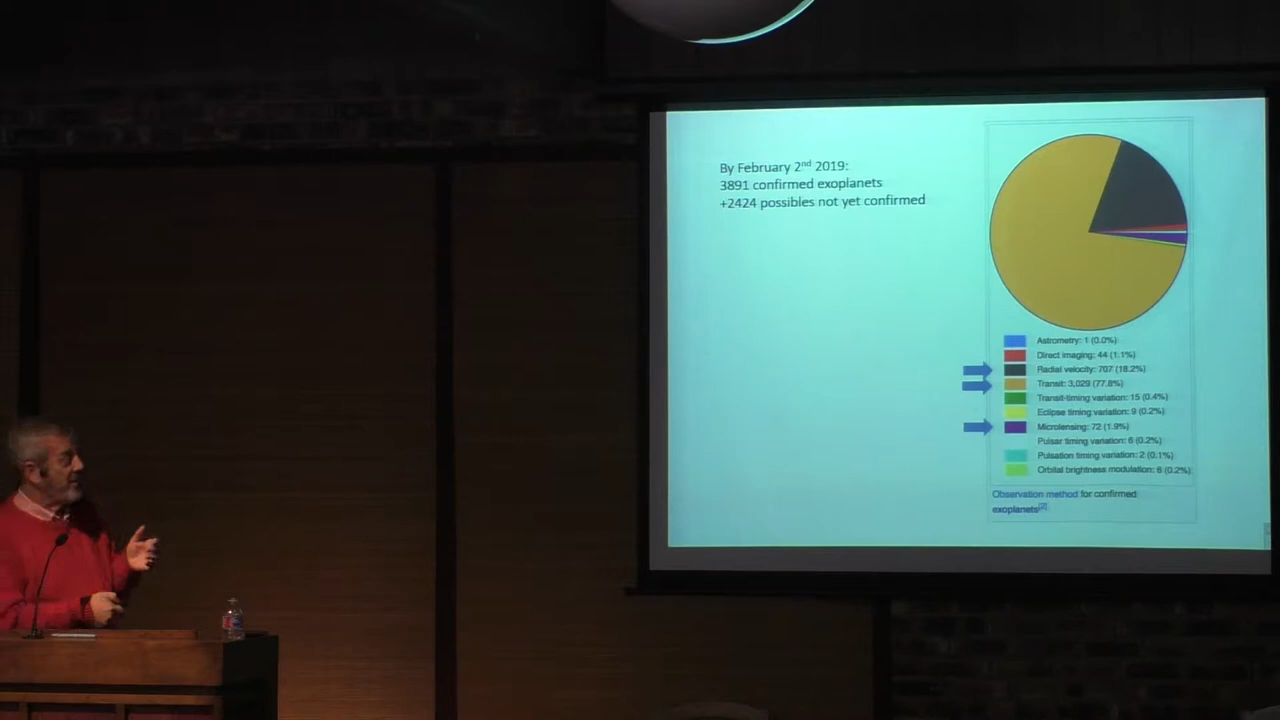 By February 2nd 2019:
3891 confirmed exoplanets
+2424 possibles not yet confirmed
Astrometry: 1 (0.0%)
Direct imaging: 44 (1.1%)
Radial velocity: 707 (18.2%)
Transit: 3,029 (77.8%)
Transit-timing variation: 15 (0.4%)
Eclipse timing variation: 9 (0.2%)
Microlensing: 72 (1.9%)
Pulsar timing variation: 6 (0.2%)
Pulsation timing variation: 2 (0.1%)
Orbital brightness modulation: 6 (0.2%)
Observation method for confirmed
exoplanets[2]